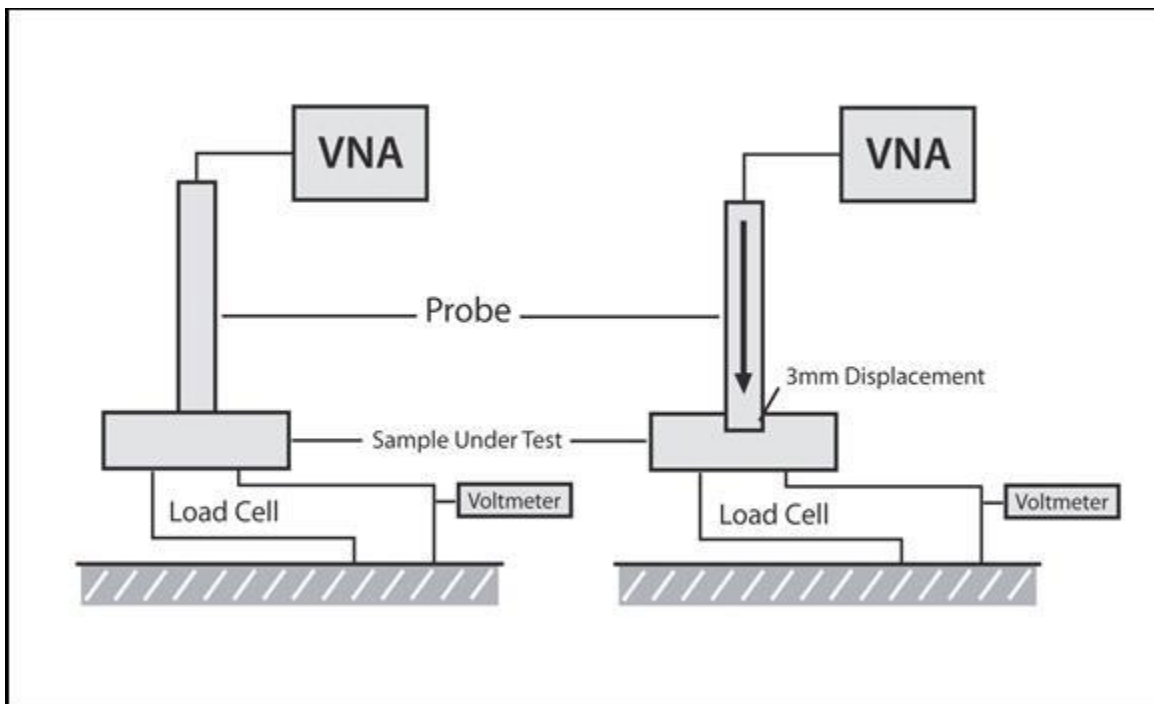 VNA
VNA
Probe
3mm Displacement
Sample Under Test
Load Cell
Voltmeter
Load Cell
Voltmeter